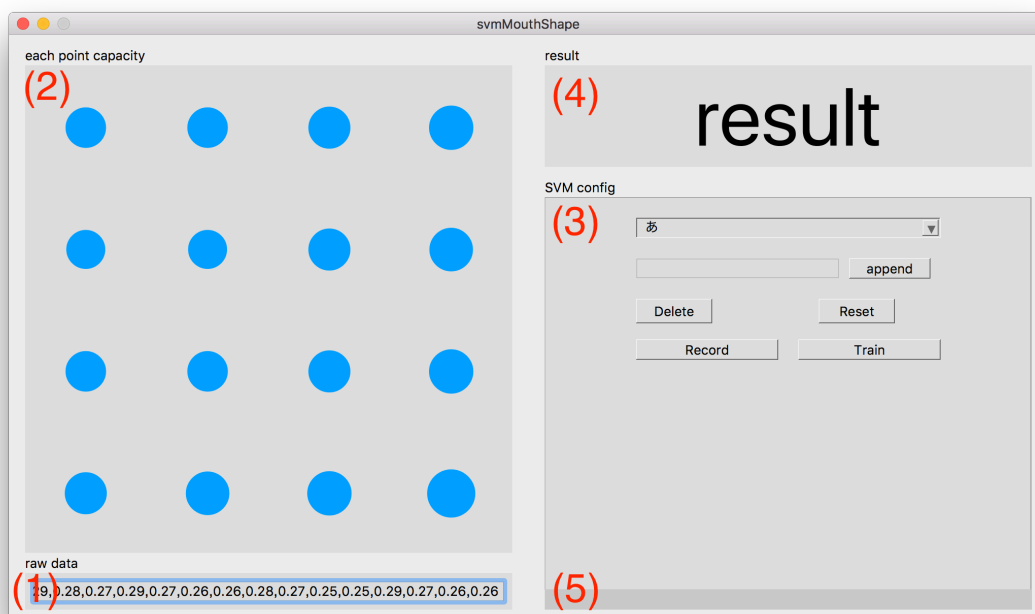 svmMouthShape
each point capacity
(2)
raw data
(1)
29,0.28,0.27,0.29,0.27,0.26,0.26,0.28,0.27,0.25,0.25,0.29,0.27,0.26,0.26
result
(4)
result
SVM config
(3)
あ
append
Delete
Reset
Record
Train
(5)